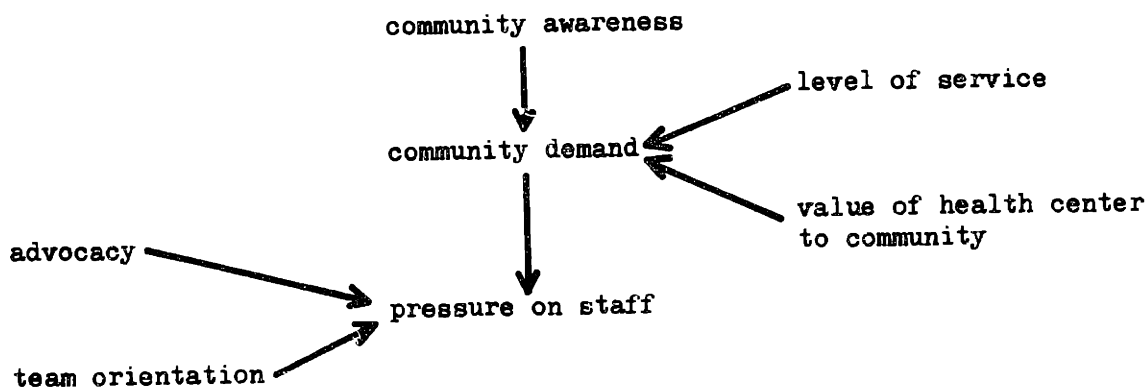 community awareness
level of service
community demand
value of health center
to community
advocacy
pressure on staff
team orientation